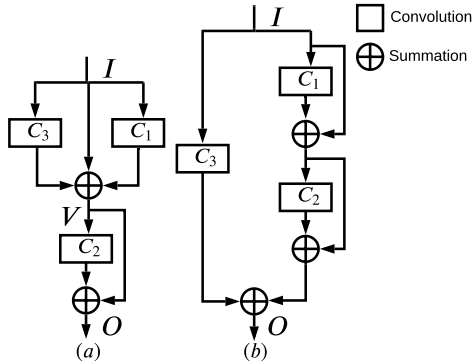 I
Convolution
Summation
I
C₁
C₃
C₁
C₃
V
C₂
C₂
O
O
(a)
(b)